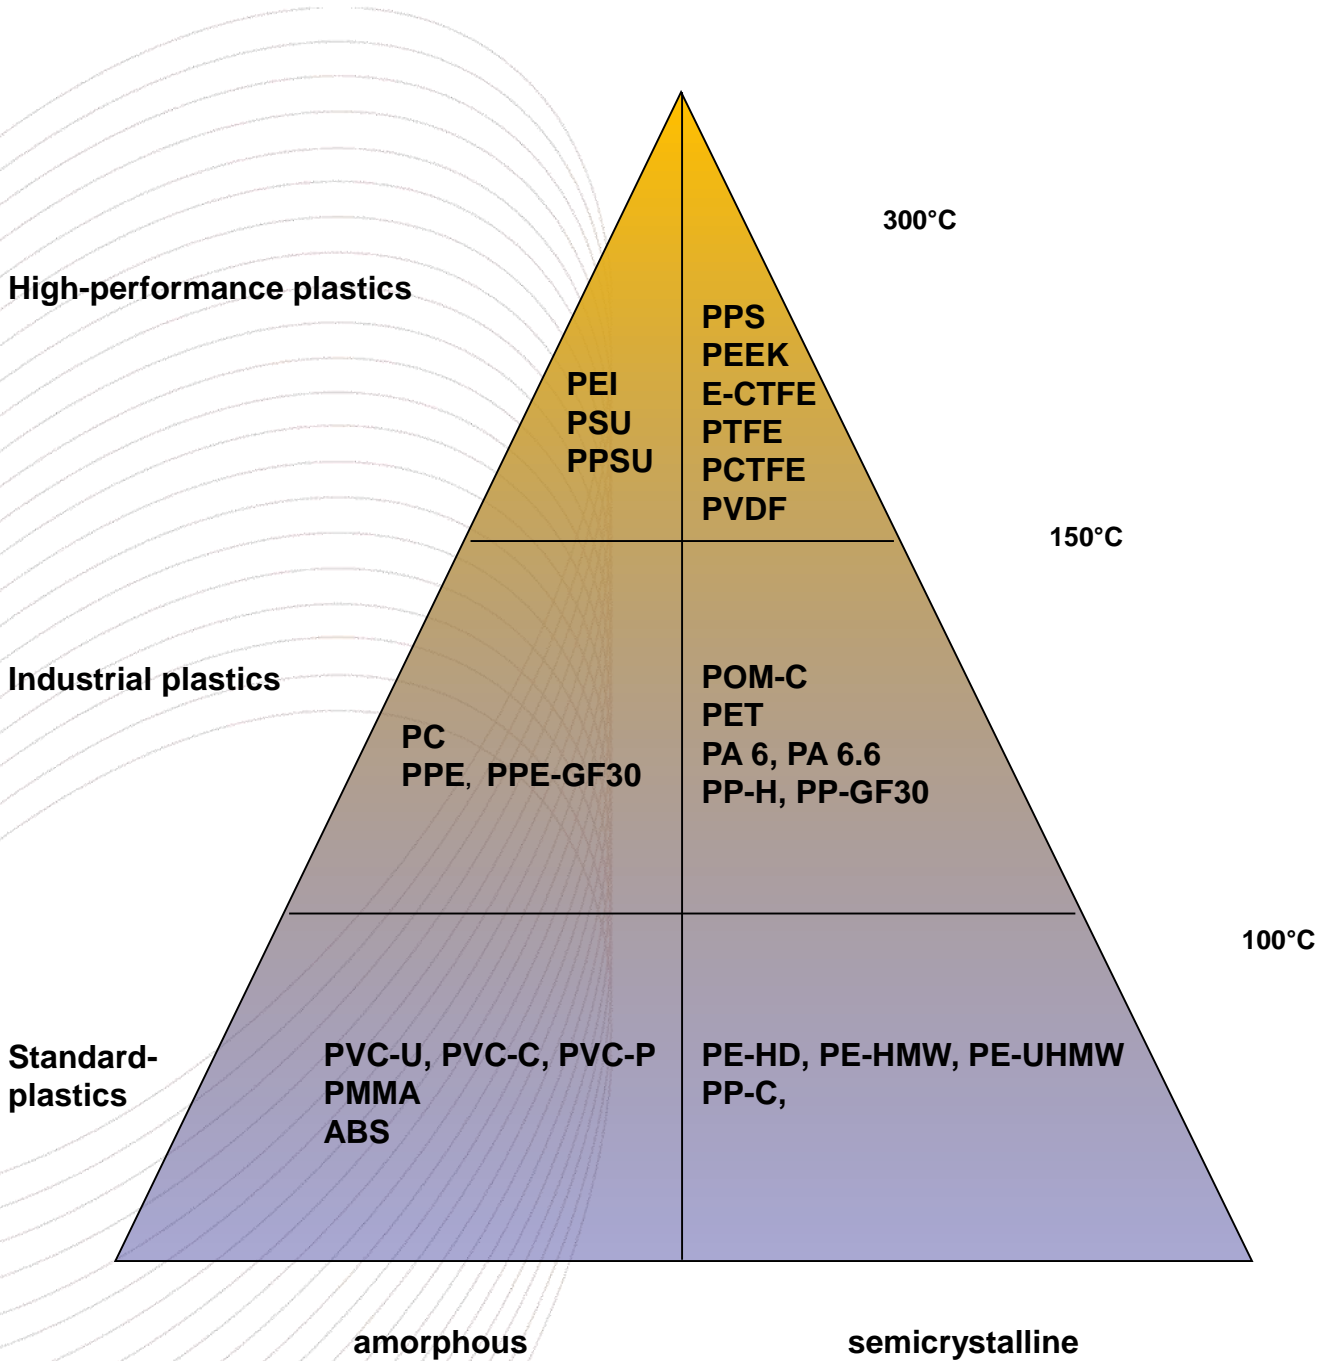 300°C
High-performance plastics
PPS
PEEK
E-CTFE
PTFE
PCTFE
PVDF
PEI
PSU
PPSU
150°C
Industrial plastics
PC
PPE, PPE-GF30
POM-C
PET
PA 6, PA 6.6
PP-H, PP-GF30
100°C
Standard-
plastics
PVC-U, PVC-C, PVC-P
PMMA
ABS
PE-HD, PE-HMW, PE-UHMW
PP-C,
amorphous
semicrystalline